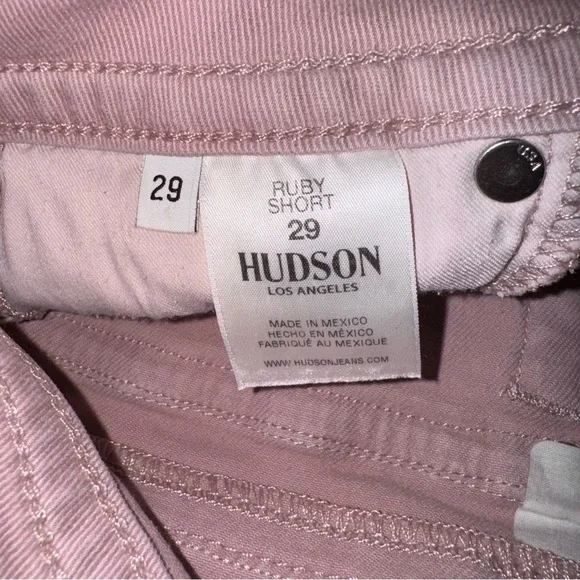 29
RUBY
SHORT
29
HUDSON
LOS ANGELES
MADE IN MEXICO
HECHO EN MÉXICO
FABRIQUÉ AU MEXIQUE
WWW.HUDSONJEANS.COM
USA